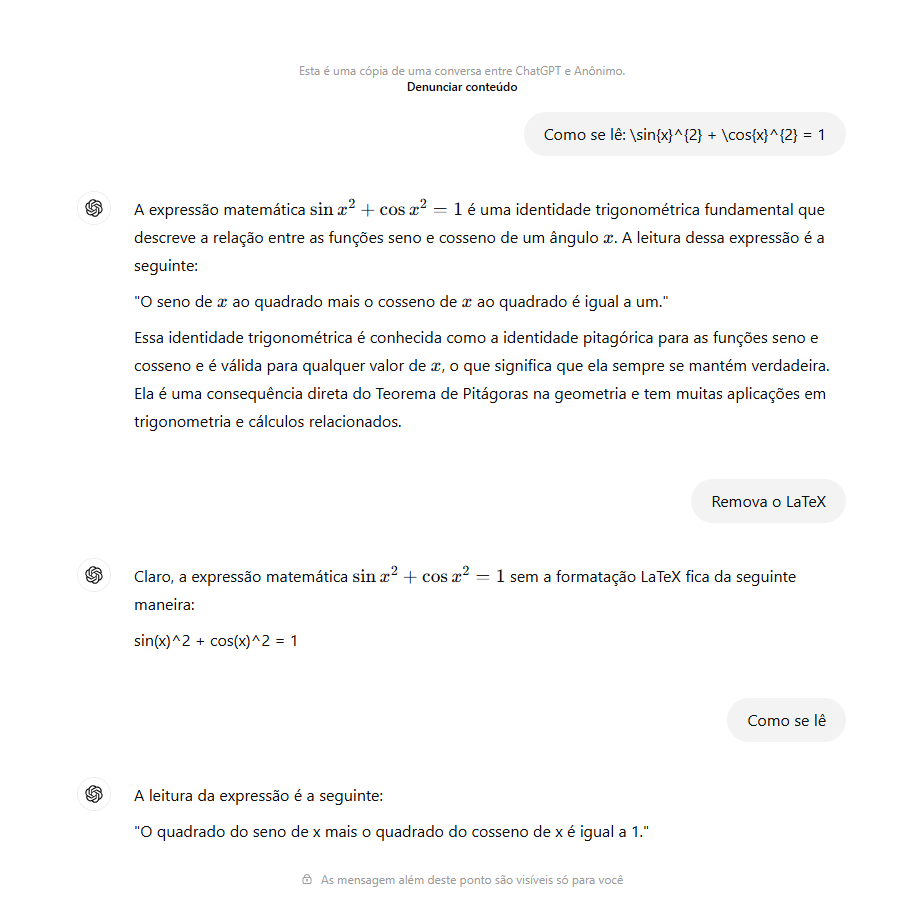 Esta é uma cópia de uma conversa entre ChatGPT e Anônimo.
Denunciar conteúdo
Como se lê: \sin{x}^{2} + \cos{x}^{2} = 1
A expressão matemática sin x² + cos x² = 1 é uma identidade trigonométrica fundamental que
descreve a relação entre as funções seno e cosseno de um ângulo x. A leitura dessa expressão é a
seguinte:
"O seno de x ao quadrado mais o cosseno de x ao quadrado é igual a um."
Essa identidade trigonométrica é conhecida como a identidade pitagórica para as funções seno e
cosseno e é válida para qualquer valor de x, o que significa que ela sempre se mantém verdadeira.
Ela é uma consequência direta do Teorema de Pitágoras na geometria e tem muitas aplicações em
trigonometria e cálculos relacionados.
Remova o LaTeX
Claro, a expressão matemática sin x² + cos x² = 1 sem a formatação LaTeX fica da seguinte
maneira:
sin(x)^2 + cos(x)^2 = 1
Como se lê
A leitura da expressão é a seguinte:
"O quadrado do seno de x mais o quadrado do cosseno de x é igual a 1."
As mensagem além deste ponto são visíveis só para você